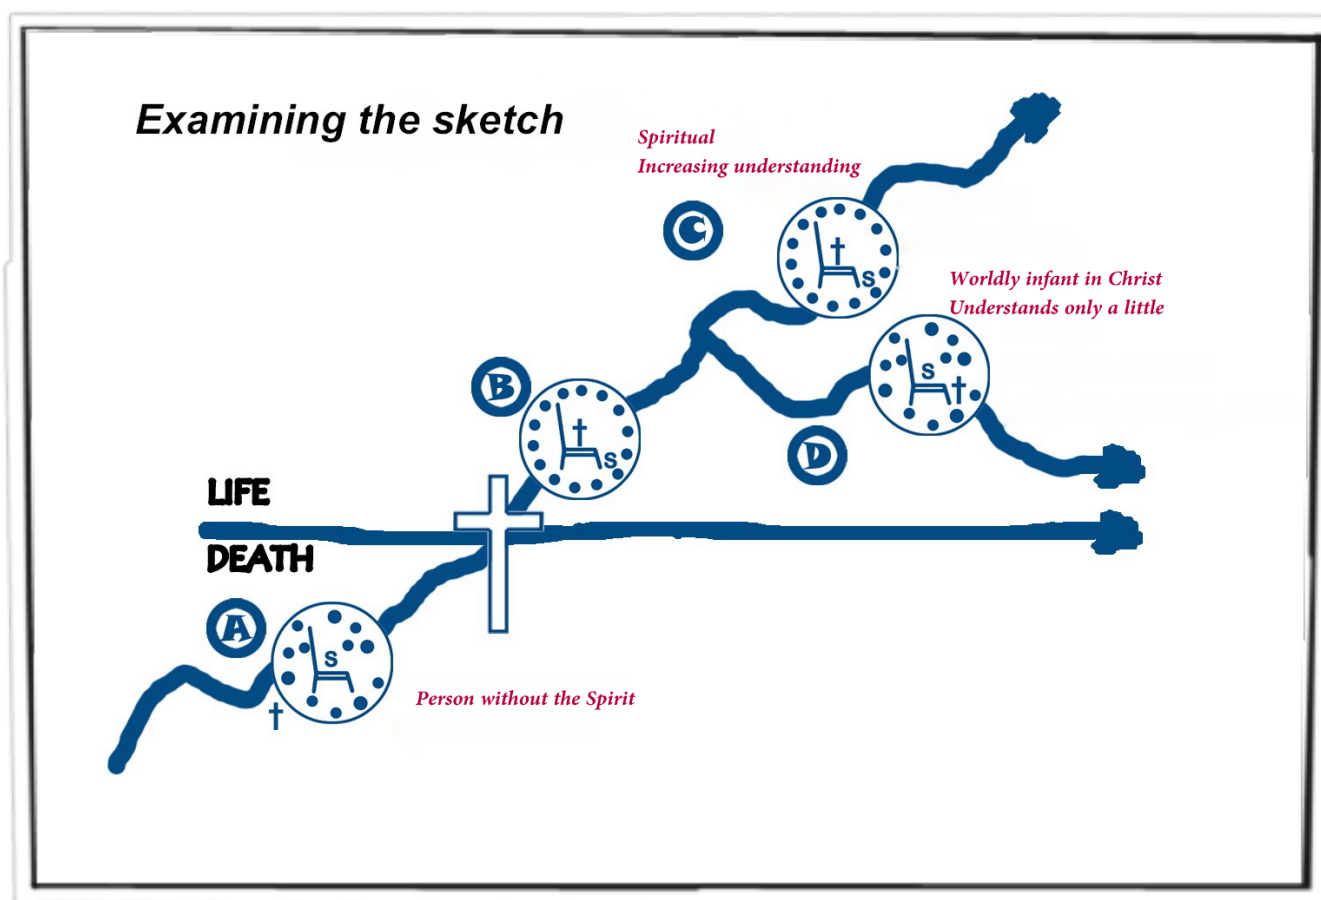 Examining the sketch
Spiritual
Increasing understanding
C
S
Worldly infant in Christ
Understands only a little
S
B
S
D
LIFE
DEATH
A
S
Person without the Spirit